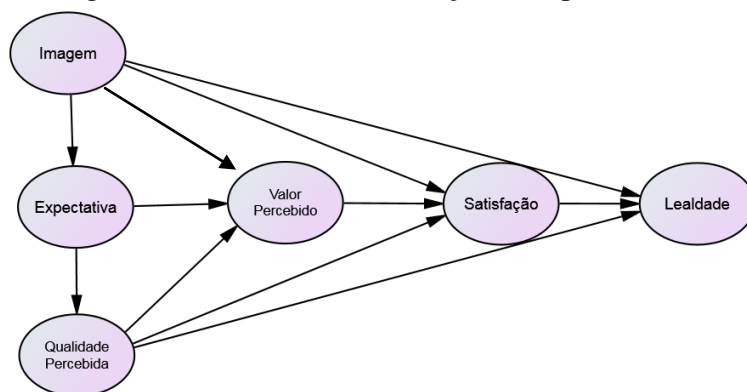 Imagem
Expectativa
Valor
Percebido
Satisfação
Lealdade
Qualidade
Percebida